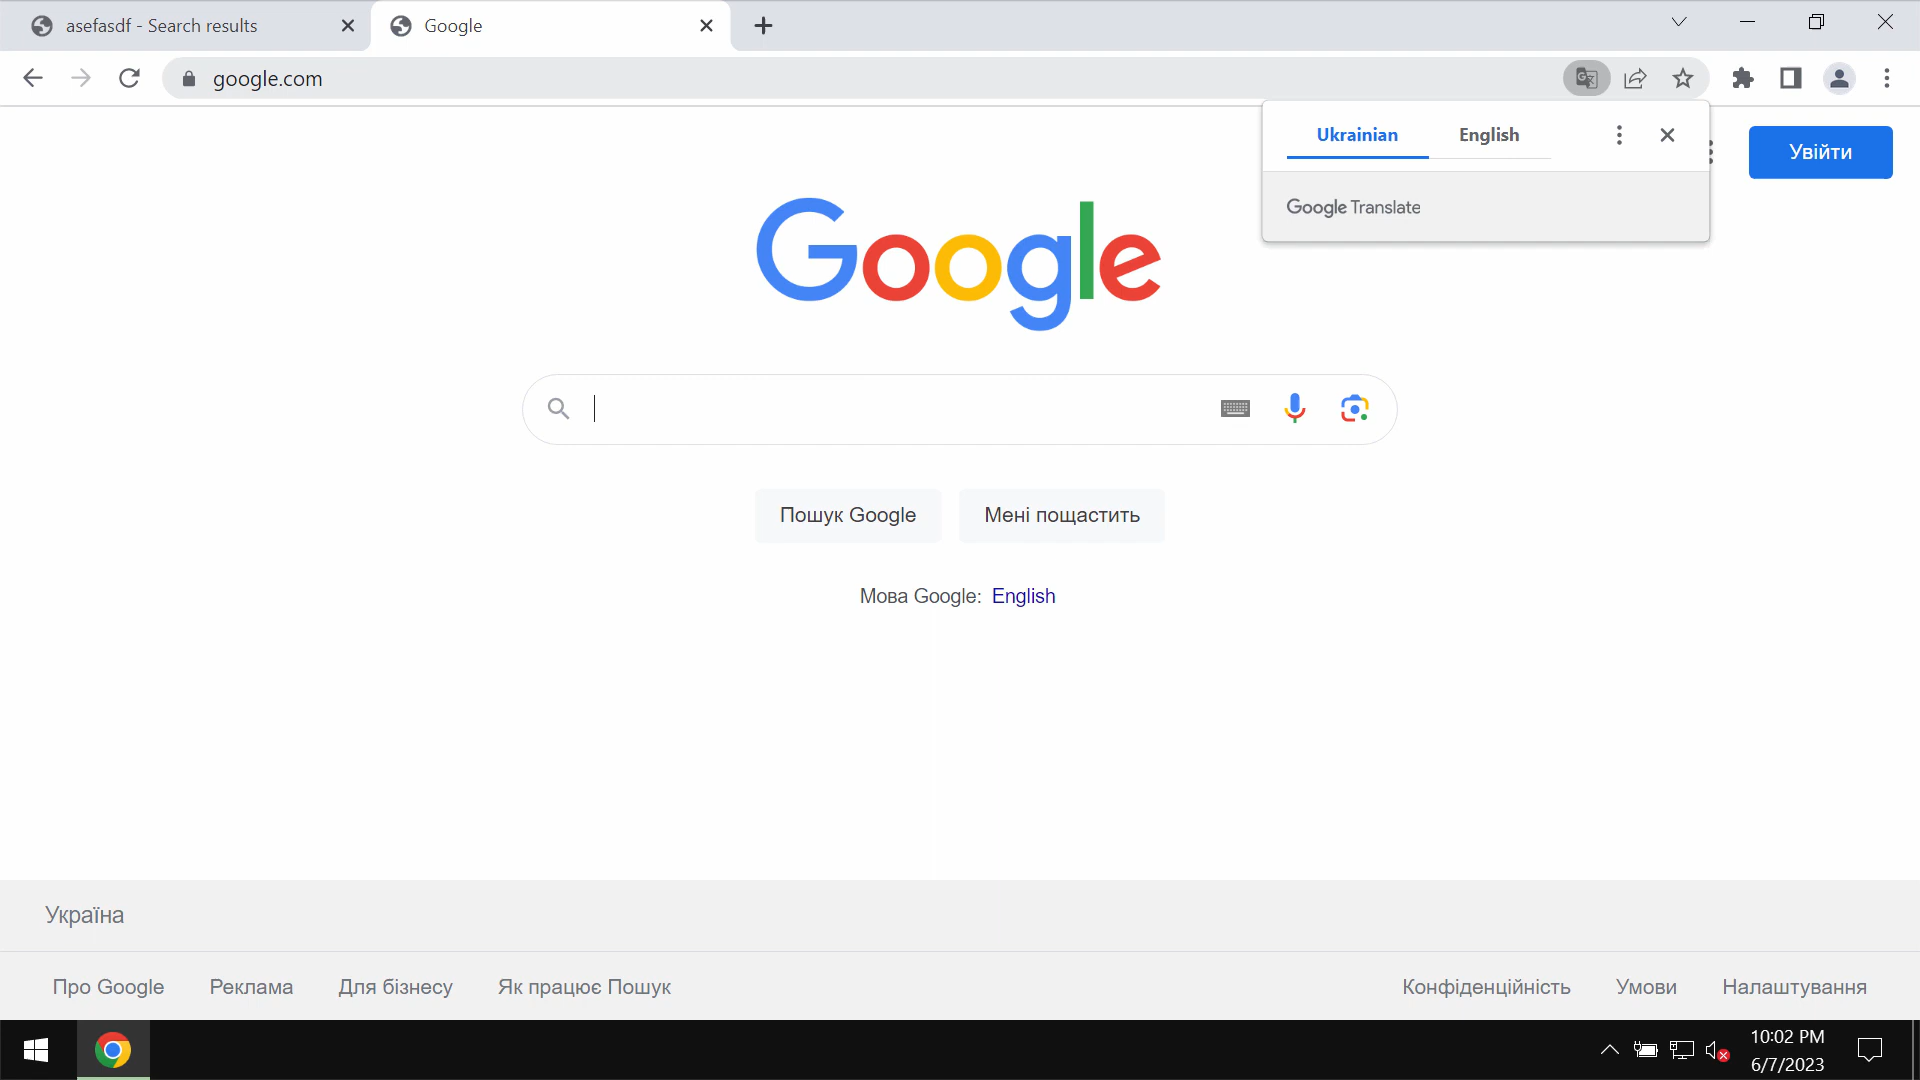 asefasdf - Search results
Google
google.com
Ukrainian English
Увійти
Google Translate
Google
Пошук Google Мені пощастить
Мова Google: English
Україна
Про Google Реклама Для бізнесу Як працює Пошук Конфіденційність Умови Налаштування
10:02 PM
6/7/2023